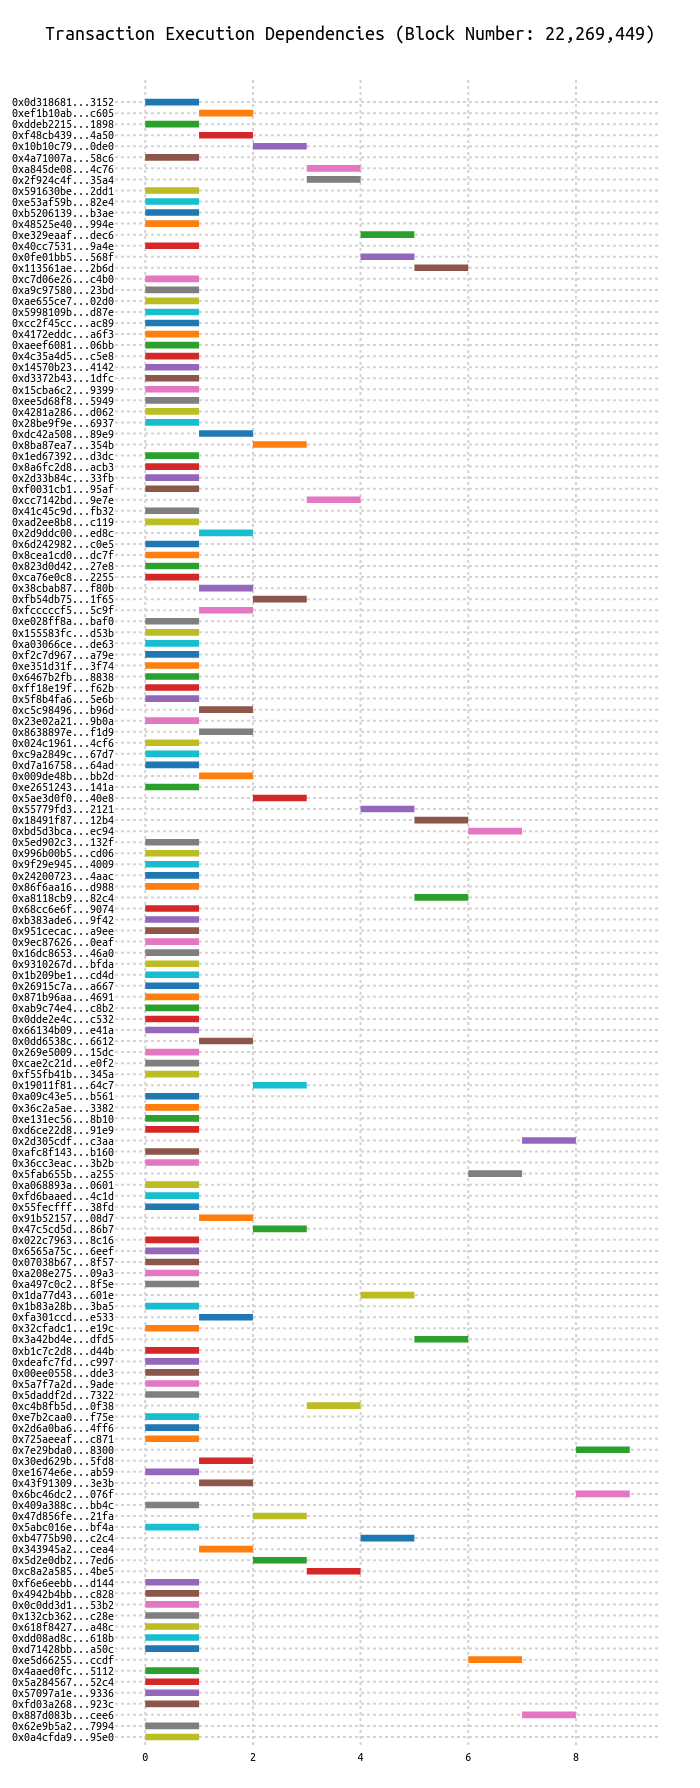 Transaction Execution Dependencies (Block Number: 22,269,449)
0x0d318681...3152
0xef1b10ab...c605
0xddeb2215...1898
0xf48cb439...4a50
0x10b10c79...0de0
0x4a71007a...58c6
0xa845de08...4c76
0x2f924c4f...35a4
0x591630be...2dd1
0xe53af59b...82e4
0xb5206139...b3ae
0x48525e40...994e
0xe329eaaf...dec6
0x40cc7531...9a4e
0x0fe01bb5...568f
0x113561ae...2b6d
0xc7d06e26...c4b0
0xa9c97580...23bd
0xae655ce7...02d0
0x5998109b...d87e
0xcc2f45cc...ac89
0x4172eddc...a6f3
0xaeef6081...06bb
0x4c35a4d5...c5e8
0x14570b23...4142
0xd3372b43...1dfc
0x15cba6c2...9399
0xee5d68f8...5949
0x4281a286...d062
0x28be9f9e...6937
0xdc42a508...89e9
0x8ba87ea7...354b
0x1ed67392...d3dc
0x8a6fc2d8...acb3
0x2d33b84c...33fb
0xf0031cb1...95af
0xcc7142bd...9e7e
0x41c45c9d...fb32
0xad2ee8b8...c119
0x2d9ddc00...ed8c
0x6d242982...c0e5
0x8cea1cd0...dc7f
0x823d0d42...27e8
0xca76e0c8...2255
0x38cbab87...f80b
0xfb54db75...1f65
0xfcccccf5...5c9f
0xe028ff8a...baf0
0x155583fc...d53b
0xa03066ce...de63
0xf2c7d967...a79e
0xe351d31f...3f74
0x6467b2fb...8838
0xff18e19f...f62b
0x5f8b4fa6...5e6b
0xc5c98496...b96d
0x23e02a21...9b0a
0x8638897e...f1d9
0x024c1961...4cf6
0xc9a2849c...67d7
0xd7a16758...64ad
0x009de48b...bb2d
0xe2651243...141a
0x5ae3d0f0...40e8
0x55779fd3...2121
0x18491f87...12b4
0xbd5d3bca...ec94
0x5ed902c3...132f
0x996b00b5...cd06
0x9f29e945...4009
0x24200723...4aac
0x86f6aa16...d988
0xa8118cb9...82c4
0x68cc6e6f...9074
0xb383ade6...9f42
0x951cecac...a9ee
0x9ec87626...0eaf
0x16dc8653...46a0
0x9310267d...bfda
0x1b209be1...cd4d
0x26915c7a...a667
0x871b96aa...4691
0xab9c74e4...c8b2
0x0dde2e4c...c532
0x66134b09...e41a
0x0dd6538c...6612
0x269e5009...15dc
0xcae2c21d...e0f2
0xf55fb41b...345a
0x19011f81...64c7
0xa09c43e5...b561
0x36c2a5ae...3382
0xe131ec56...8b10
0xd6ce22d8...91e9
0x2d305cdf...c3aa
0xafc8f143...b160
0x36cc3eac...3b2b
0x5fab655b...a255
0xa068893a...0601
0xfd6baaed...4c1d
0x55fecfff...38fd
0x91b52157...08d7
0x47c5cd5d...86b7
0x022c7963...8c16
0x6565a75c...6eef
0x07038b67...8f57
0xa208e275...09a3
0xa497c0c2...8f5e
0x1da77d43...601e
0x1b83a28b...3ba5
0xfa301ccd...e533
0x32cfadc1...e19c
0x3a42bd4e...dfd5
0xb1c7c2d8...d44b
0xdeafc7fd...c997
0x00ee0558...dde3
0x5a7f7a2d...9ade
0x5daddf2d...7322
0xc4b8fb5d...0f38
0xe7b2caa0...f75e
0x2d6a0ba6...4ff6
0x725aeeaf...c871
0x7e29bda0...8300
0x30ed629b...5fd8
0xe1674e6e...ab59
0x43f91309...3e3b
0x6bc46dc2...076f
0x409a388c...bb4c
0x47d856fe...21fa
0x5abc016e...bf4a
0xb4775b90...c2c4
0x343945a2...cea4
0x5d2e0db2...7ed6
0xc8a2a585...4be5
0xf6e6eebb...d144
0x4942b4bb...c828
0x0c0dd3d1...53b2
0x132cb362...c28e
0x618f8427...a48c
0xdd08ad8c...618b
0xd71428bb...a50c
0xe5d66255...ccdf
0x4aaed0fc...5112
0x5a284567...52c4
0x57097a1e...9336
0xfd03a268...923c
0x887d083b...cee6
0x62e9b5a2...7994
0x0a4cfda9...95e0
0 2 4 6 8